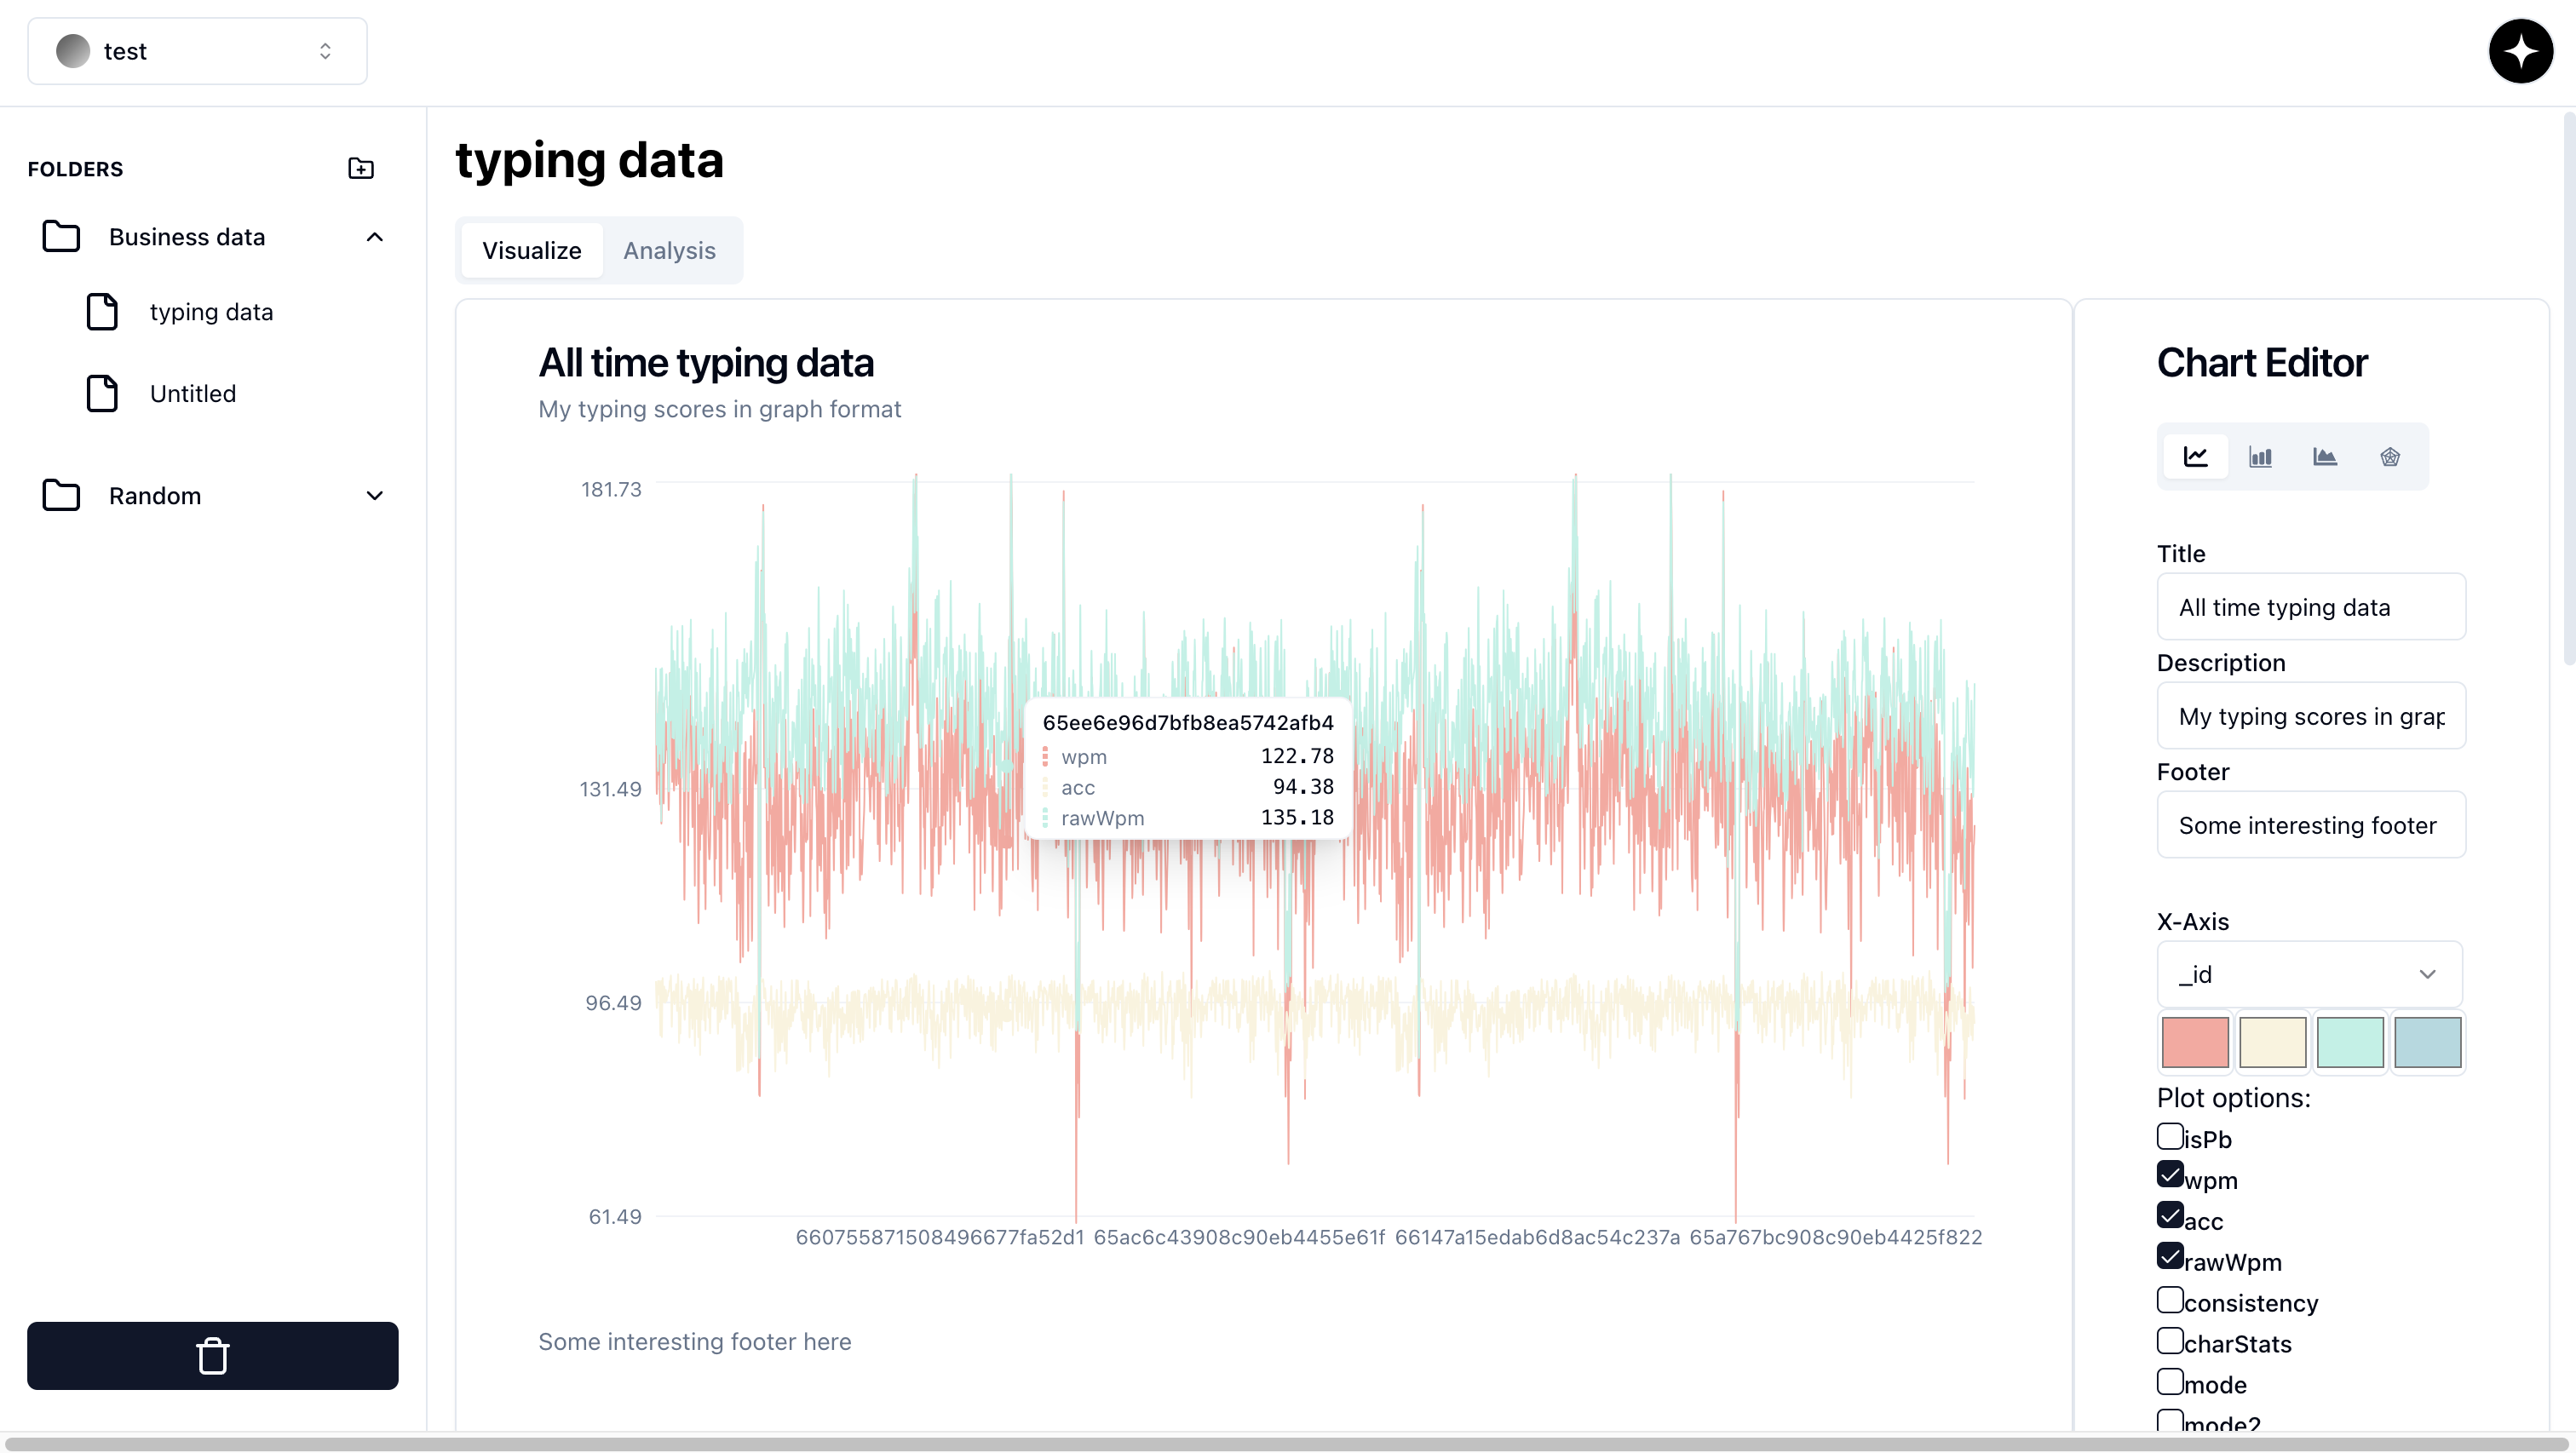 test
FOLDERS
Business data
typing data
Untitled
Random
typing data
Visualize
Analysis
All time typing data
My typing scores in graph format
181.73
131.49
96.49
61.49
65ee6e96d7bfb8ea5742afb4
wpm 122.78
acc 94.38
rawWpm 135.18
660755871508496677fa52d1 65ac6c43908c90eb4455e61f 66147a15edab6d8ac54c237a 65a767bc908c90eb4425f822
Some interesting footer here
Chart Editor
Title
All time typing data
Description
My typing scores in grap
Footer
Some interesting footer
X-Axis
_id
Plot options:
isPb
wpm
acc
rawWpm
consistency
charStats
mode
mode2